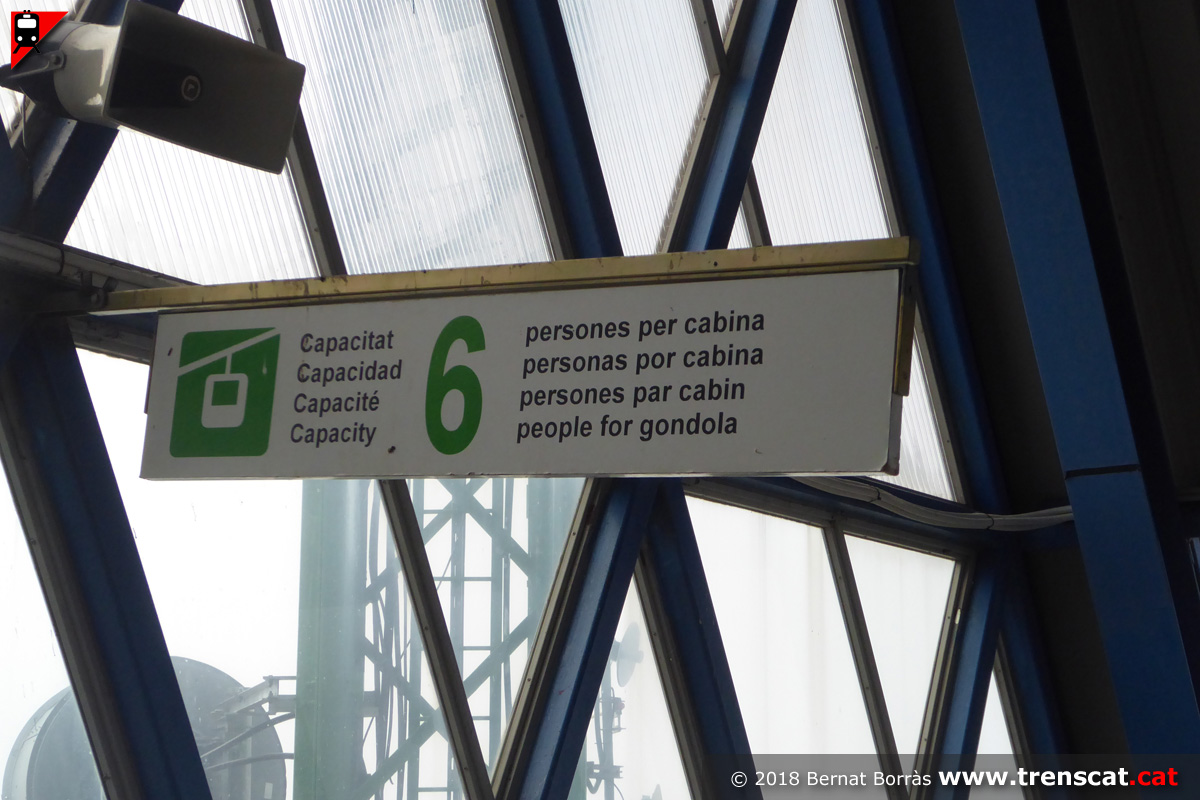 Capacitat
Capacidad
Capacité
Capacity
6
persones per cabina
personas por cabina
persones par cabin
people for gondola
© 2018 Bernat Borràs www.trenscat.cat